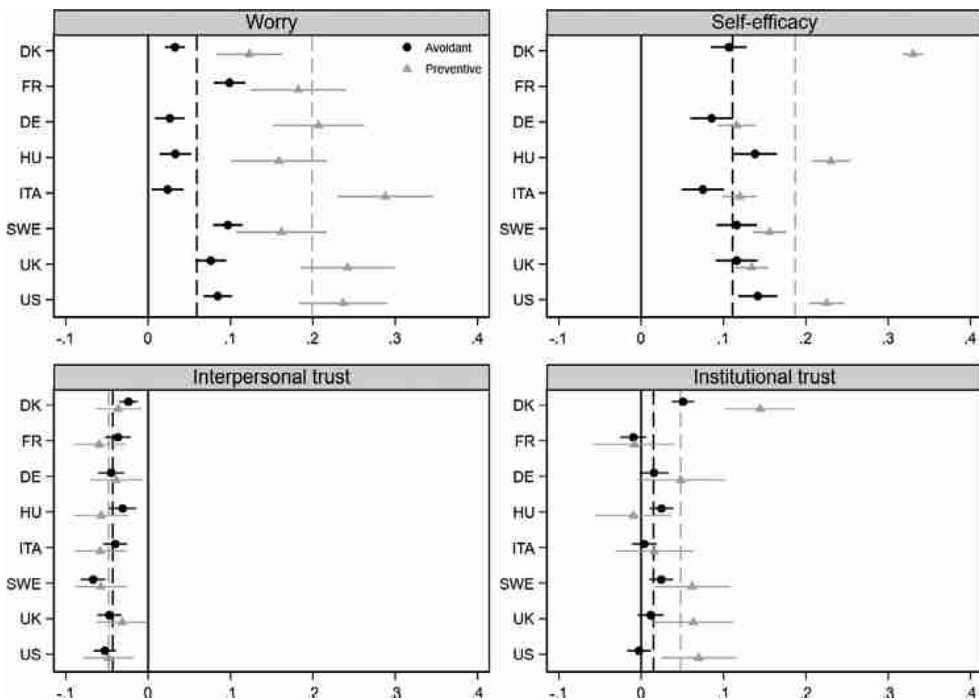 Worry
Self-efficacy
DK
FR
DE
HU
ITA
SWE
UK
US
Avoidant
Preventive
-.1 0 .1 .2 .3 .4
DK
FR
DE
HU
ITA
SWE
UK
US
-.1 0 .1 .2 .3 .4
Interpersonal trust
Institutional trust
DK
FR
DE
HU
ITA
SWE
UK
US
-.1 0 .1 .2 .3 .4
DK
FR
DE
HU
ITA
SWE
UK
US
-.1 0 .1 .2 .3 .4